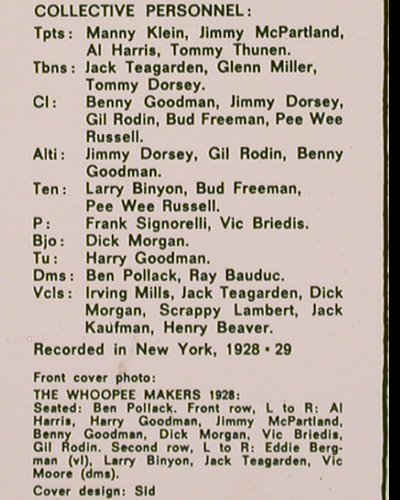 COLLECTIVE PERSONNEL:
Tpts: Manny Klein, Jimmy McPartland,
Al Harris, Tommy Thunen.
Tbns: Jack Teagarden, Glenn Miller,
Tommy Dorsey.
Cl: Benny Goodman, Jimmy Dorsey,
Gil Rodin, Bud Freeman, Pee Wee
Russell.
Alti: Jimmy Dorsey, Gil Rodin, Benny
Goodman.
Ten: Larry Binyon, Bud Freeman,
Pee Wee Russell.
P: Frank Signorelli, Vic Briedis.
Bjo: Dick Morgan.
Tu: Harry Goodman.
Dms: Ben Pollack, Ray Bauduc.
Vcls: Irving Mills, Jack Teagarden, Dick
Morgan, Scrappy Lambert, Jack
Kaufman, Henry Beaver.
Recorded in New York, 1928 • 29
Front cover photo:
THE WHOOPEE MAKERS 1928:
Seated: Ben Pollack. Front row, L to R: Al
Harris, Harry Goodman, Jimmy McPartland,
Benny Goodman, Dick Morgan, Vic Briedis,
Gil Rodin. Second row, L to R: Eddie Berg-
man (vl), Larry Binyon, Jack Teagarden, Vic
Moore (dms).
Cover design: Sid